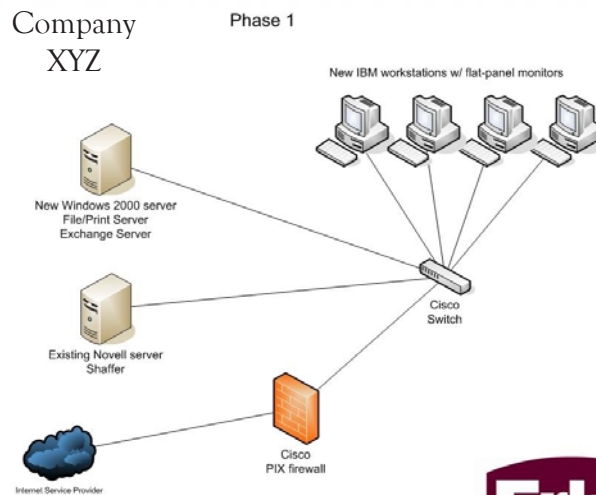 Company
XYZ
Phase 1
New IBM workstations w/ flat-panel monitors
New Windows 2000 server
File/Print Server
Exchange Server
Cisco
Switch
Existing Novell server
Shaffer
Cisco
PIX firewall
Internet Service Provider